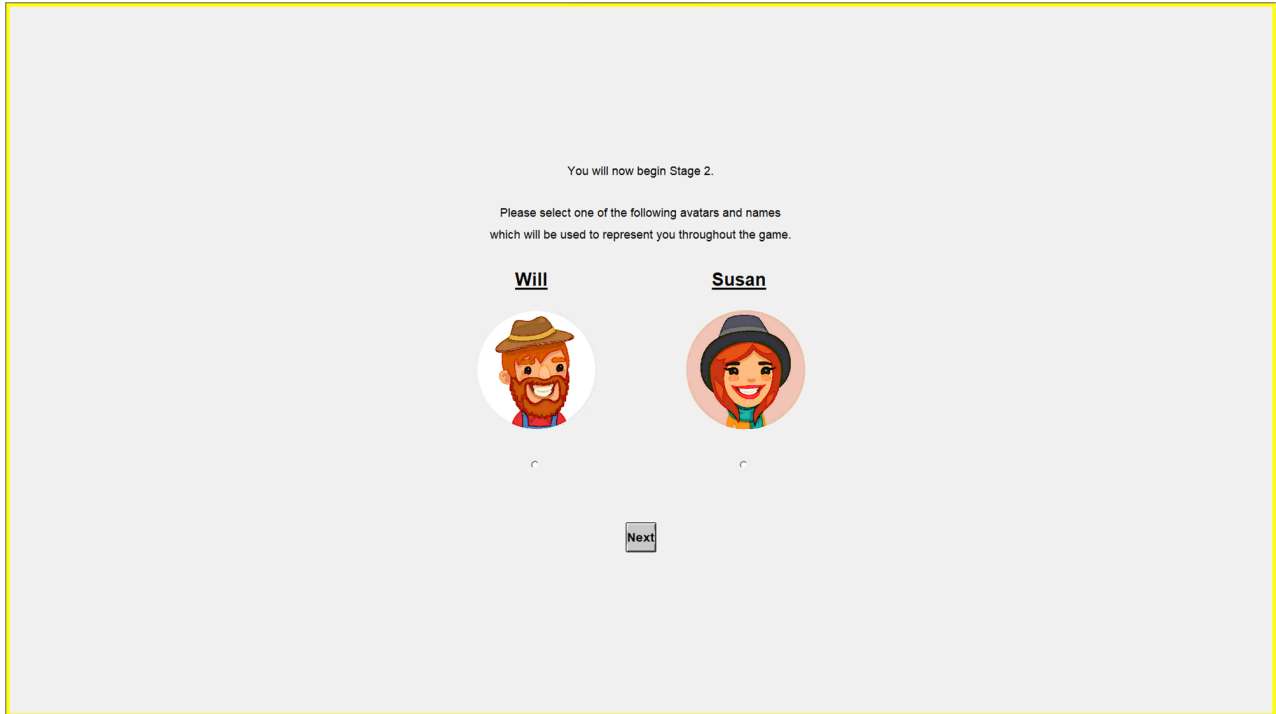 You will now begin Stage 2.
Please select one of the following avatars and names
which will be used to represent you throughout the game.
Will
Susan
Next